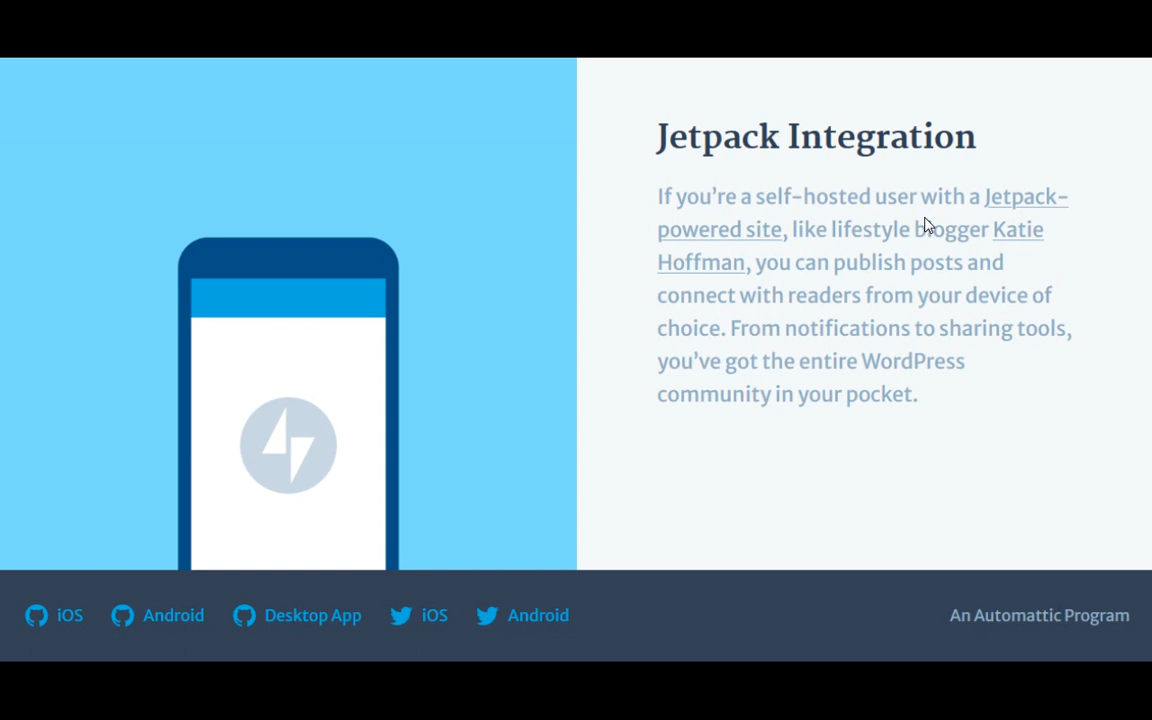 Jetpack Integration
If you’re a self-hosted user with a Jetpack-
powered site, like lifestyle blogger Katie
Hoffman, you can publish posts and
connect with readers from your device of
choice. From notifications to sharing tools,
you’ve got the entire WordPress
community in your pocket.
iOS Android Desktop App iOS Android An Automattic Program